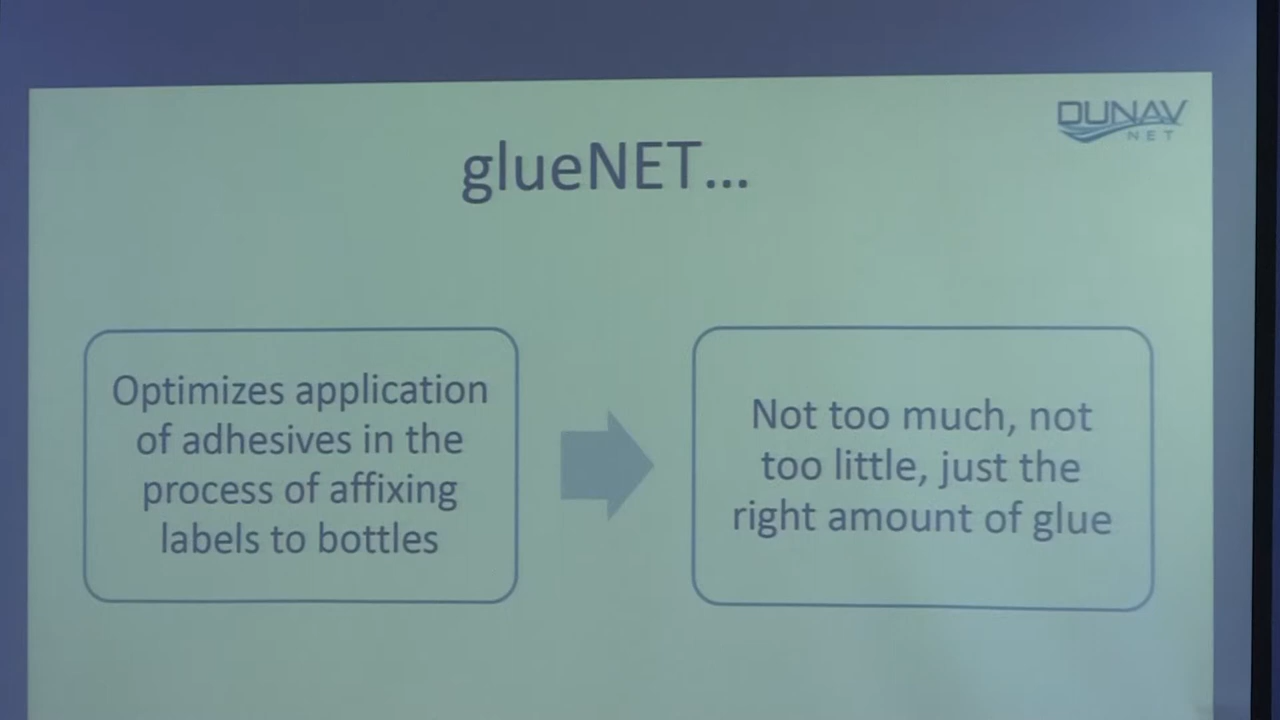 DUNAV
NET
glueNET...
Optimizes application
of adhesives in the
process of affixing
labels to bottles
Not too much, not
too little, just the
right amount of glue